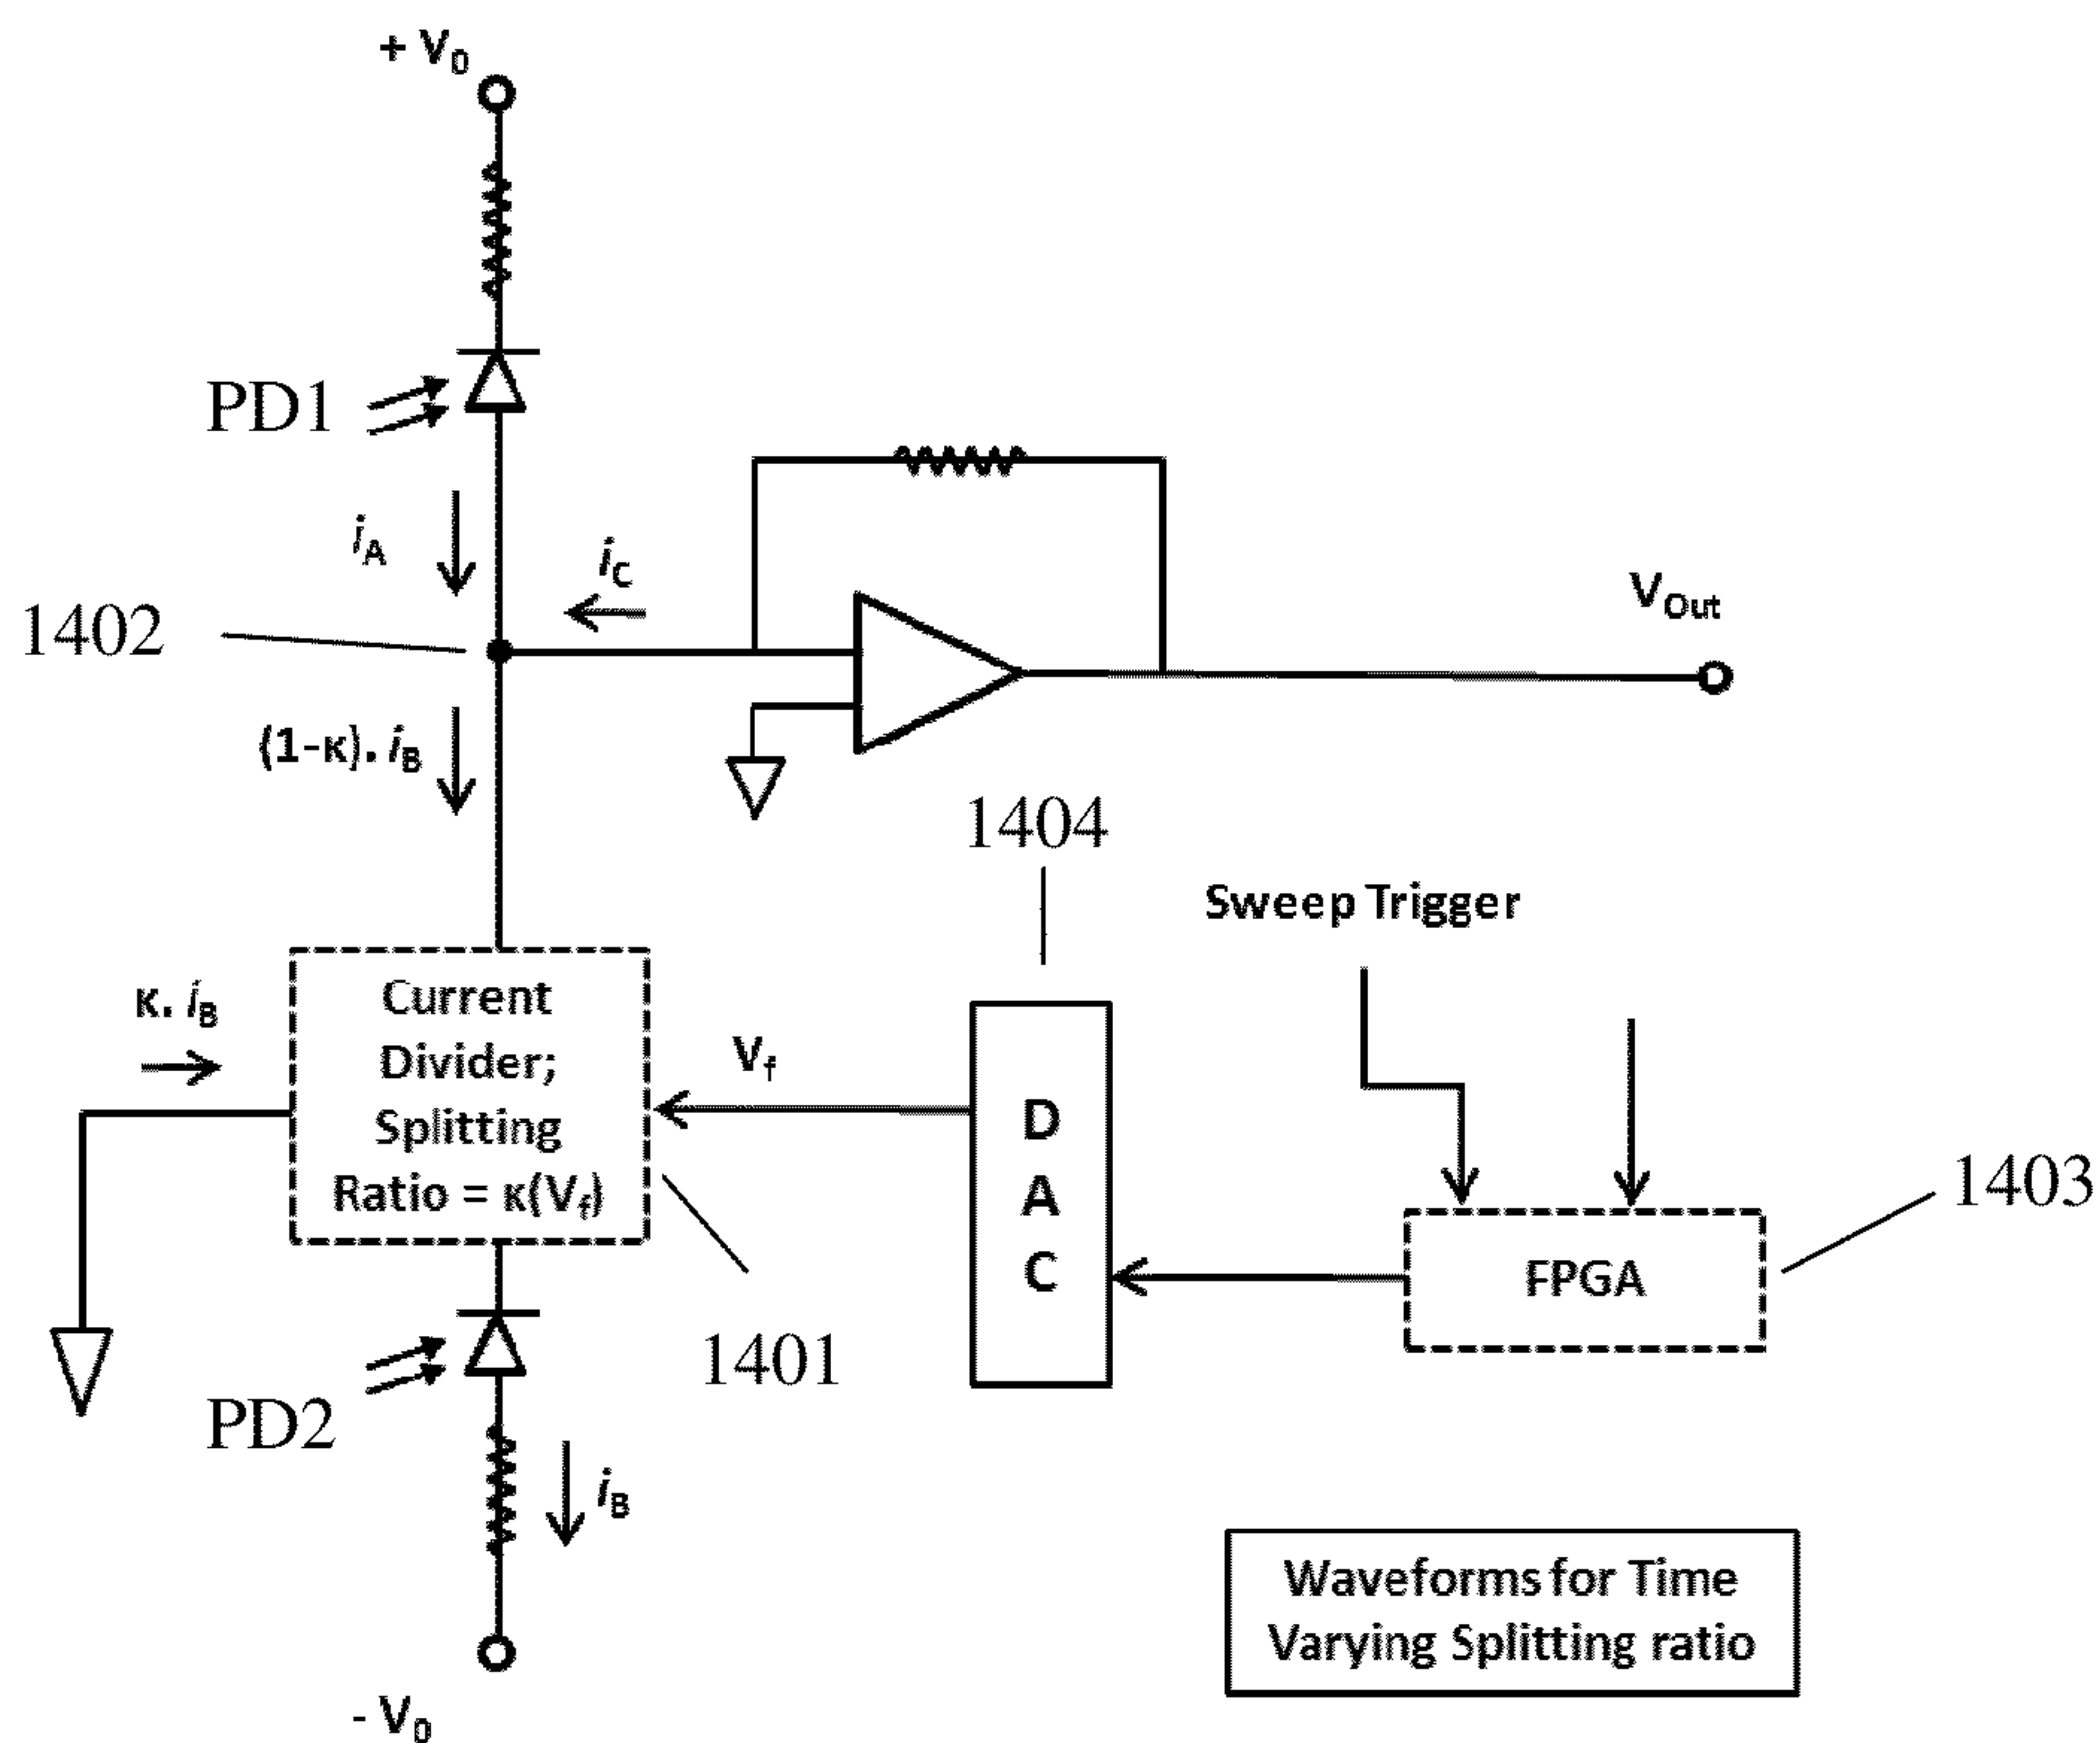 + V0
PD1
iA
iC
VOut
1402
(1-κ). iB
1404
Sweep Trigger
κ. iB
Current
Divider;
Splitting
Ratio = κ(Vf)
Vf
D
A
C
1403
FPGA
1401
PD2
iB
Waveforms for Time
Varying Splitting ratio
- V0